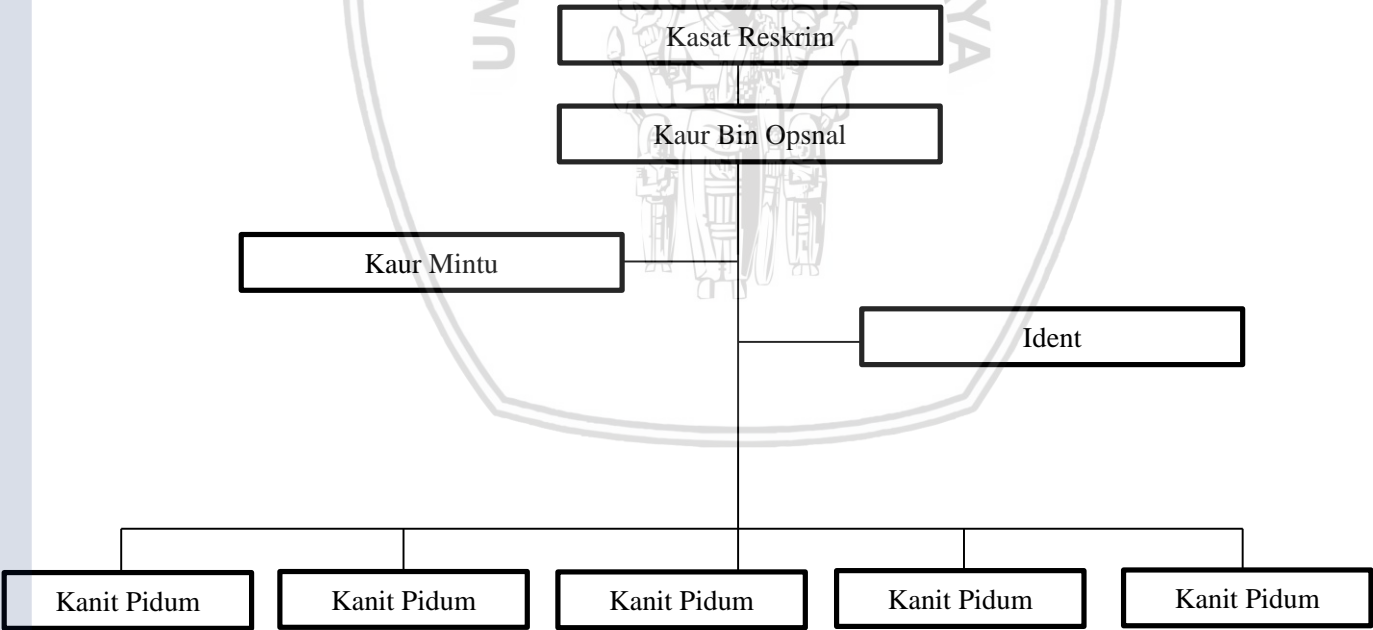 Kasat Reskrim
Kaur Bin Opsnal
Kaur Mintu
Ident
Kanit Pidum
Kanit Pidum
Kanit Pidum
Kanit Pidum
Kanit Pidum